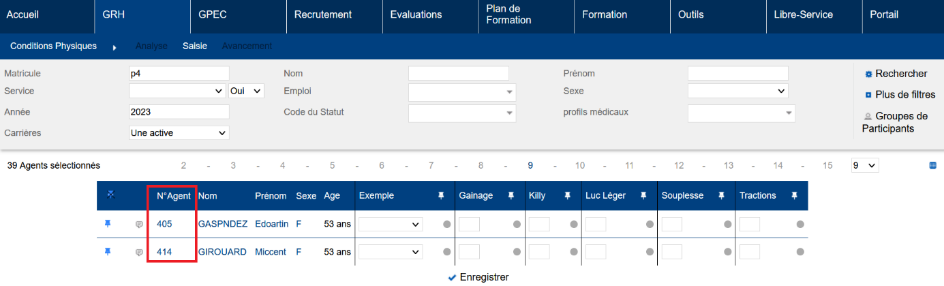 Accueil GRH GPEC Recrutement Evaluations Plan de Formation Formation Outils Libre-Service Portail
Conditions Physiques Analyse Saisie Avancement
Matricule p4 Nom Prénom Rechercher
Service Oui Emploi Sexe Plus de filtres
Année 2023 Code du Statut profils médicaux Groupes de Participants
Carrières Une active
39 Agents sélectionnés 2 - 3 - 4 - 5 - 6 - 7 - 8 - 9 - 10 - 11 - 12 - 13 - 14 - 15 9
N°Agent Nom Prénom Sexe Age Exemple Gainage Killy Luc Léger Souplesse Tractions
405 GASPNDEZ Edoartin F 53 ans
414 GIROUARD Miccent F 53 ans
Enregistrer